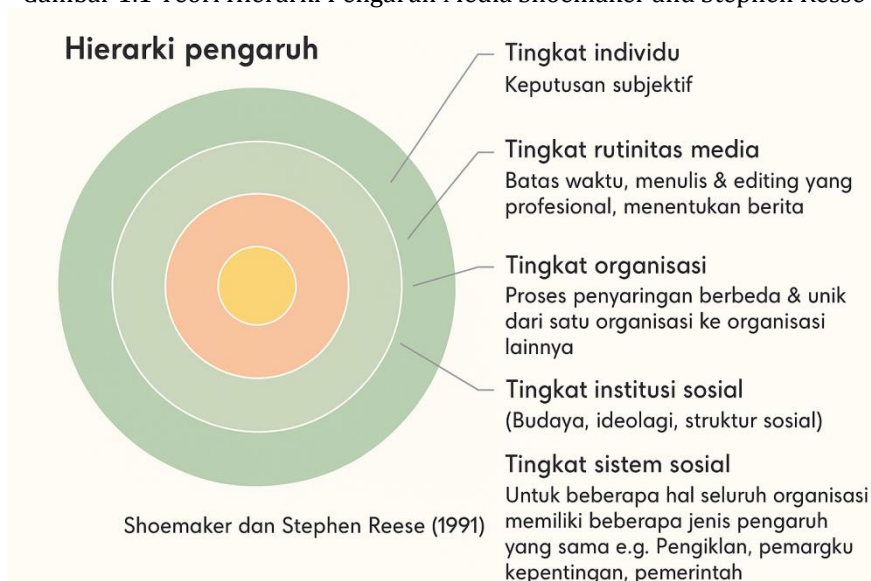 Gambar 1.1 Teori Hierarki Pengaruh Media Shoemaker and Stephen Resse
Hierarki pengaruh
Tingkat individu
Keputusan subjektif
Tingkat rutinitas media
Batas waktu, menulis & editing yang
profesional, menentukan berita
Tingkat organisasi
Proses penyaringan berbeda & unik
dari satu organisasi ke organisasi
lainnya
Tingkat institusi sosial
(Budaya, ideologi, struktur sosial)
Tingkat sistem sosial
Untuk beberapa hal seluruh organisasi
memiliki beberapa jenis pengaruh
yang sama e.g. Pengiklan, pemargku
kepentingan, pemerintah
Shoemaker dan Stephen Reese (1991)